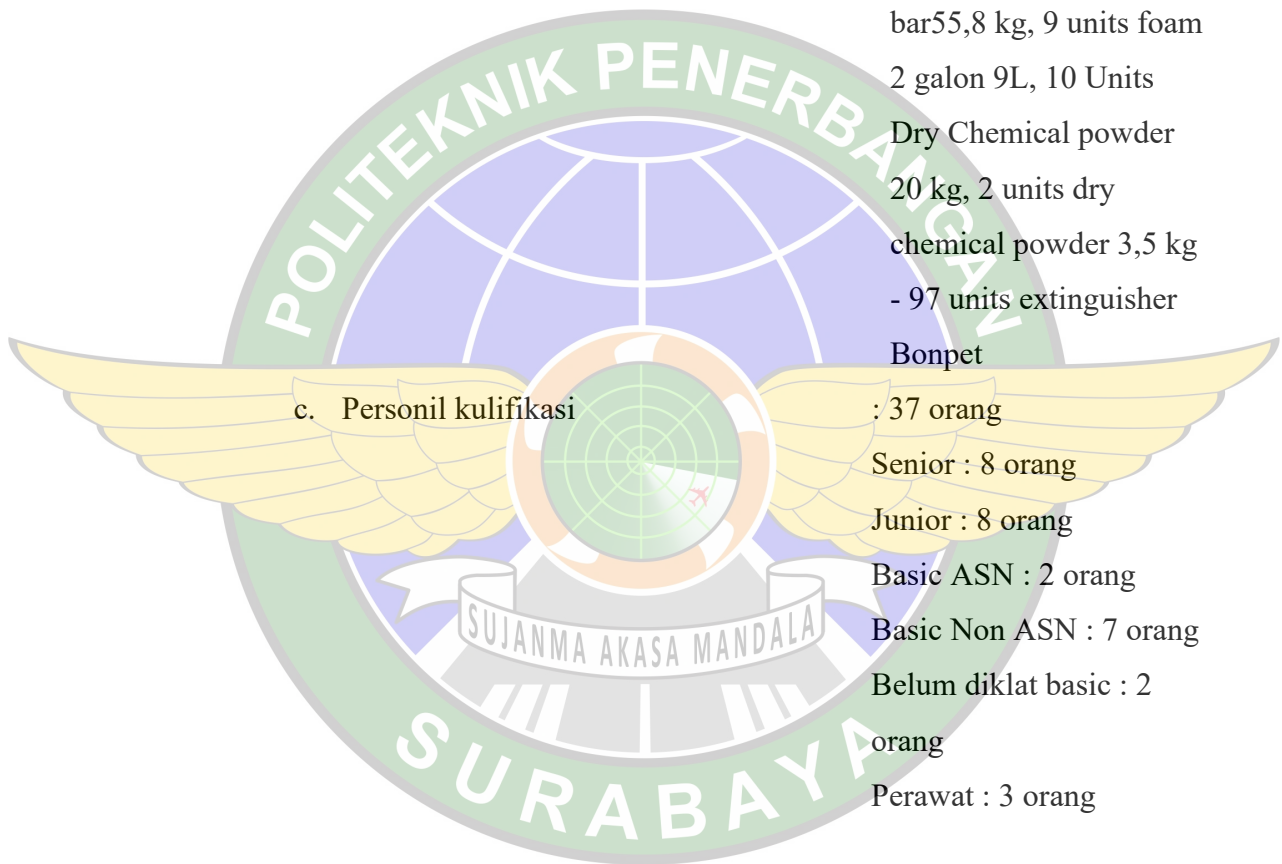 bar55,8 kg, 9 units foam
2 galon 9L, 10 Units
Dry Chemical powder
20 kg, 2 units dry
chemical powder 3,5 kg
- 97 units extinguisher
Bonpet
c. Personil kulifikasi : 37 orang
Senior : 8 orang
Junior : 8 orang
Basic ASN : 2 orang
Basic Non ASN : 7 orang
Belum diklat basic : 2
orang
Perawat : 3 orang
POLITEKNIK PENERBANGAN
SUJANMA AKASA MANDALA
SURABAYA